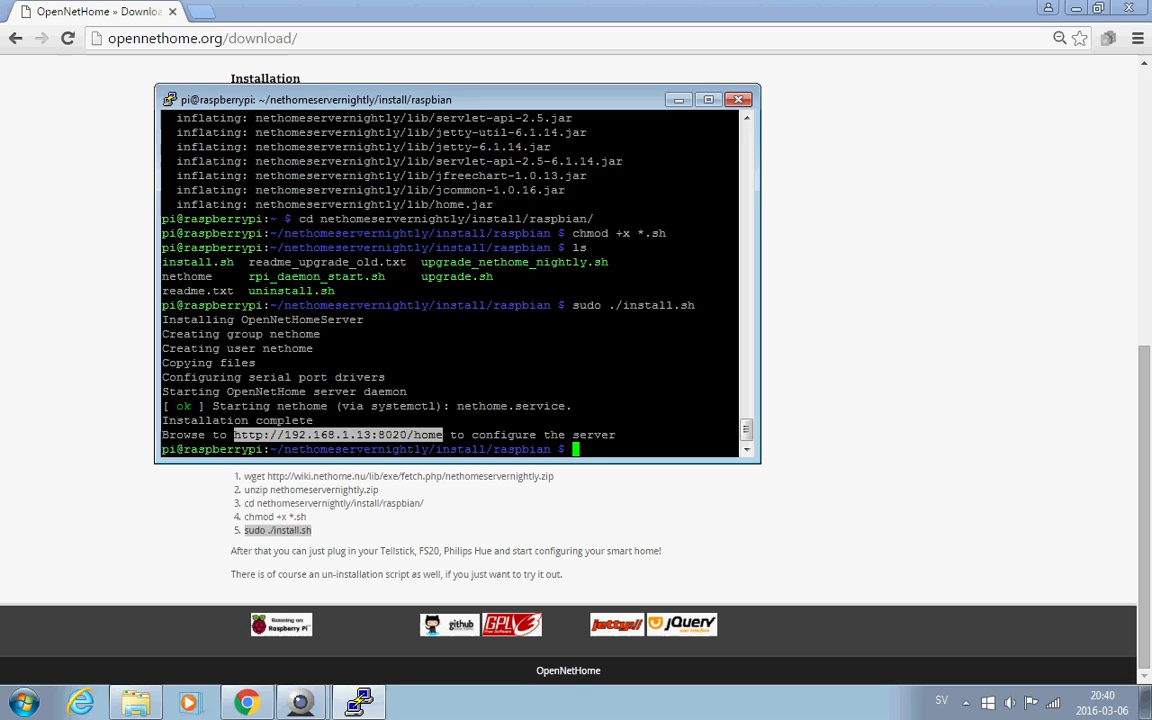 OpenNetHome » Downloa
opennethome.org/download/
Installation
pi@raspberrypi: ~/nethomeservernightly/install/raspbian
inflating: nethomeservernightly/lib/servlet-api-2.5.jar
inflating: nethomeservernightly/lib/jetty-util-6.1.14.jar
inflating: nethomeservernightly/lib/jetty-6.1.14.jar
inflating: nethomeservernightly/lib/servlet-api-2.5-6.1.14.jar
inflating: nethomeservernightly/lib/jfreechart-1.0.13.jar
inflating: nethomeservernightly/lib/jcommon-1.0.16.jar
inflating: nethomeservernightly/lib/home.jar
pi@raspberrypi:~ $ cd nethomeservernightly/install/raspbian/
pi@raspberrypi:~/nethomeservernightly/install/raspbian $ chmod +x *.sh
pi@raspberrypi:~/nethomeservernightly/install/raspbian $ ls
install.sh readme_upgrade_old.txt upgrade_nethome_nightly.sh
nethome rpi_daemon_start.sh upgrade.sh
readme.txt uninstall.sh
pi@raspberrypi:~/nethomeservernightly/install/raspbian $ sudo ./install.sh
Installing OpenNetHomeServer
Creating group nethome
Creating user nethome
Copying files
Configuring serial port drivers
Starting OpenNetHome server daemon
[ ok ] Starting nethome (via systemctl): nethome.service.
Installation complete
Browse to http://192.168.1.13:8020/home to configure the server
pi@raspberrypi:~/nethomeservernightly/install/raspbian $
1. wget http://wiki.nethome.nu/lib/exe/fetch.php/nethomeservernightly.zip
2. unzip nethomeservernightly.zip
3. cd nethomeservernightly/install/raspbian/
4. chmod +x *.sh
5. sudo ./install.sh
After that you can just plug in your Tellstick, FS20, Philips Hue and start configuring your smart home!
There is of course an un-installation script as well, if you just want to try it out.
Running on Raspberry Pi
github
GPLv3
Free Software
jetty://
jQuery
user interface
OpenNetHome
SV
20:40
2016-03-06